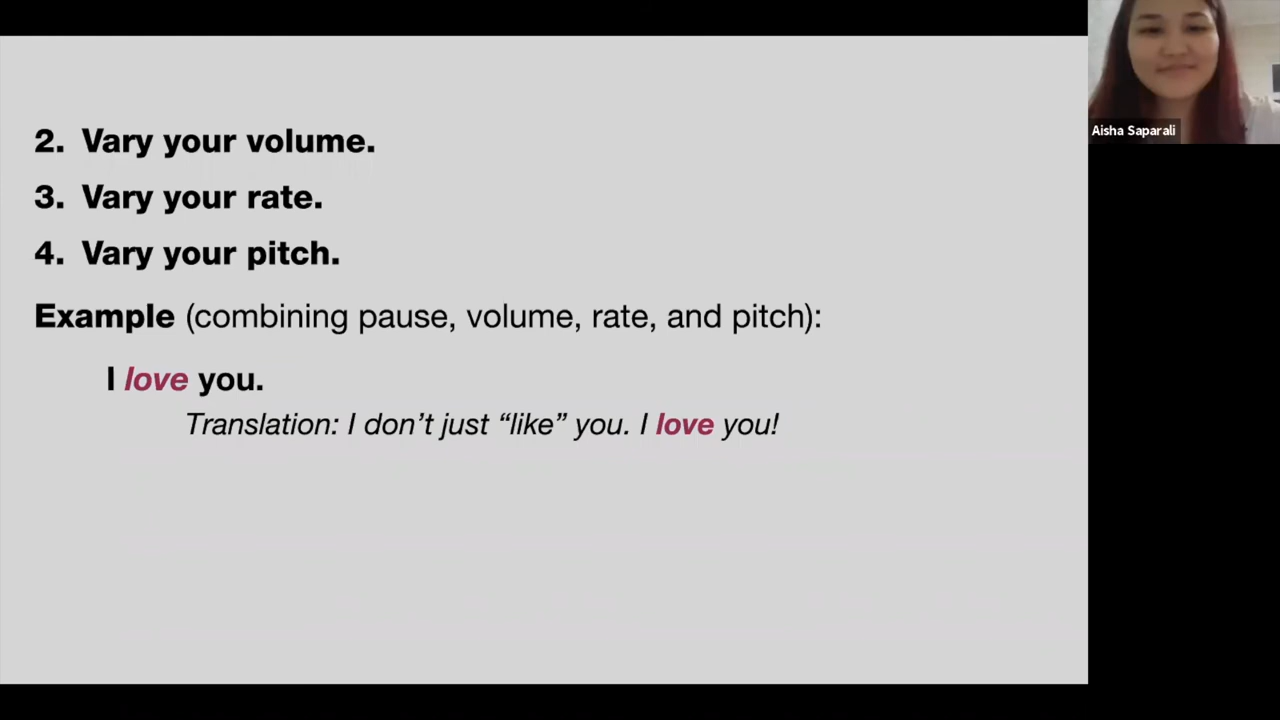 2. Vary your volume.
3. Vary your rate.
4. Vary your pitch.
Example (combining pause, volume, rate, and pitch):
I love you.
Translation: I don’t just “like” you. I love you!
Aisha Saparali